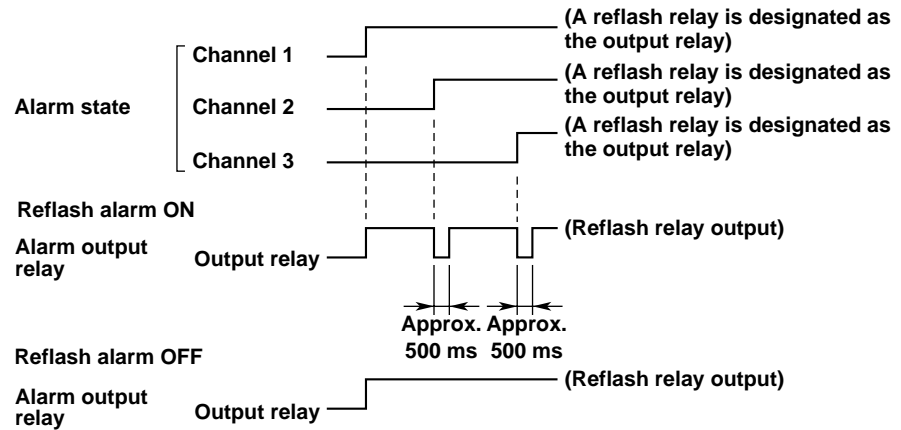 (A reflash relay is designated as
the output relay)
Channel 1
(A reflash relay is designated as
the output relay)
Alarm state
Channel 2
(A reflash relay is designated as
the output relay)
Channel 3
Reflash alarm ON
(Reflash relay output)
Alarm output
relay
Output relay
Approx. Approx.
500 ms 500 ms
Reflash alarm OFF
(Reflash relay output)
Alarm output
relay
Output relay